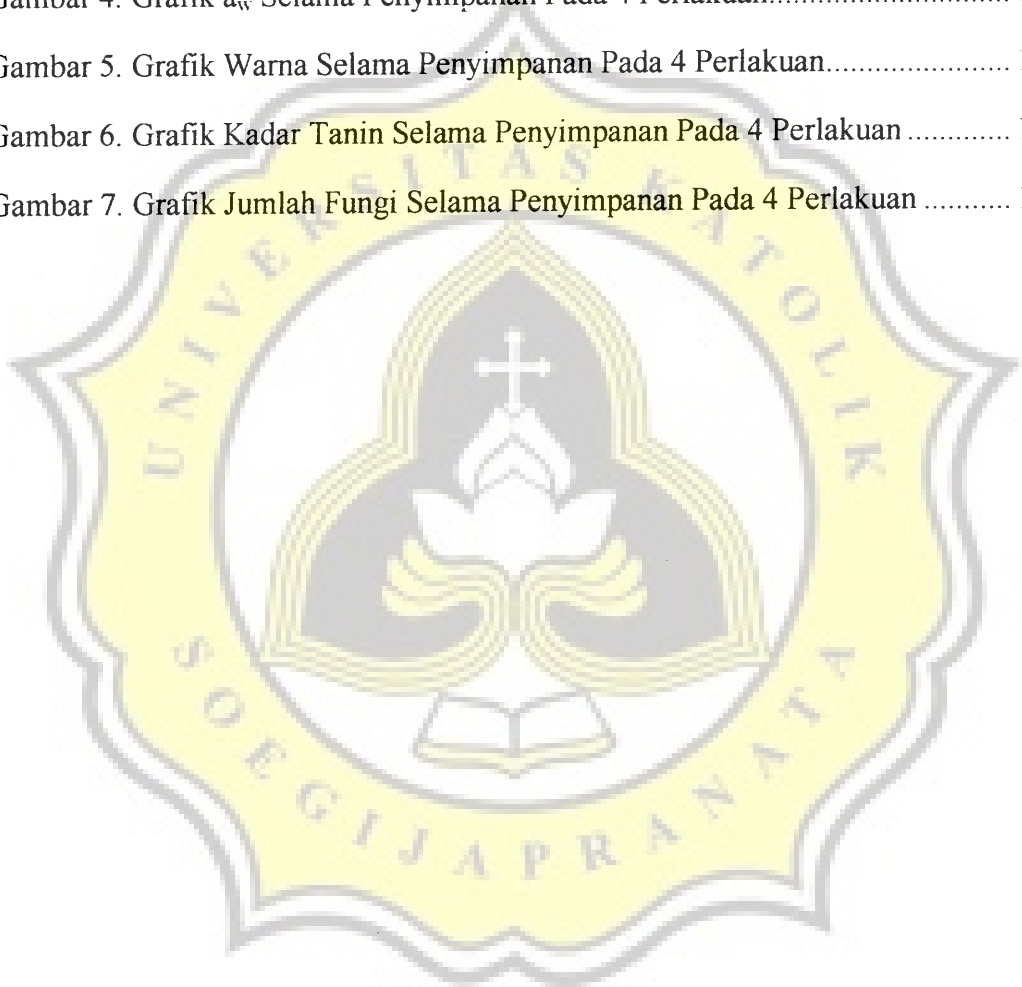 Gambar 4. Grafik aw Selama Penyimpanan Pada 4 Perlakuan..............................
Gambar 5. Grafik Warna Selama Penyimpanan Pada 4 Perlakuan......................
Gambar 6. Grafik Kadar Tanin Selama Penyimpanan Pada 4 Perlakuan .............
Gambar 7. Grafik Jumlah Fungi Selama Penyimpanan Pada 4 Perlakuan ...........
UNIVERSITAS KATOLIK
SOEGIJAPRANATA